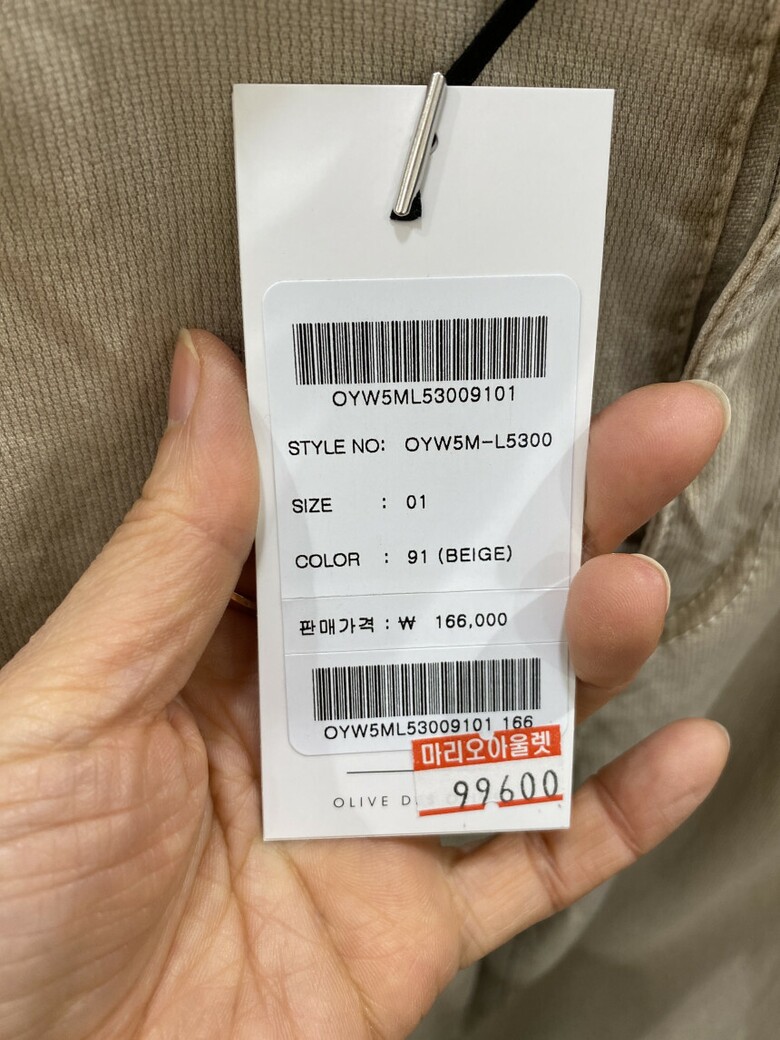 OYW5ML53009101
STYLE NO: OYW5M-L5300
SIZE : 01
COLOR : 91 (BEIGE)
판매가격 : ₩ 166,000
OYW5ML53009101 166
마리오아울렛
99600
OLIVE